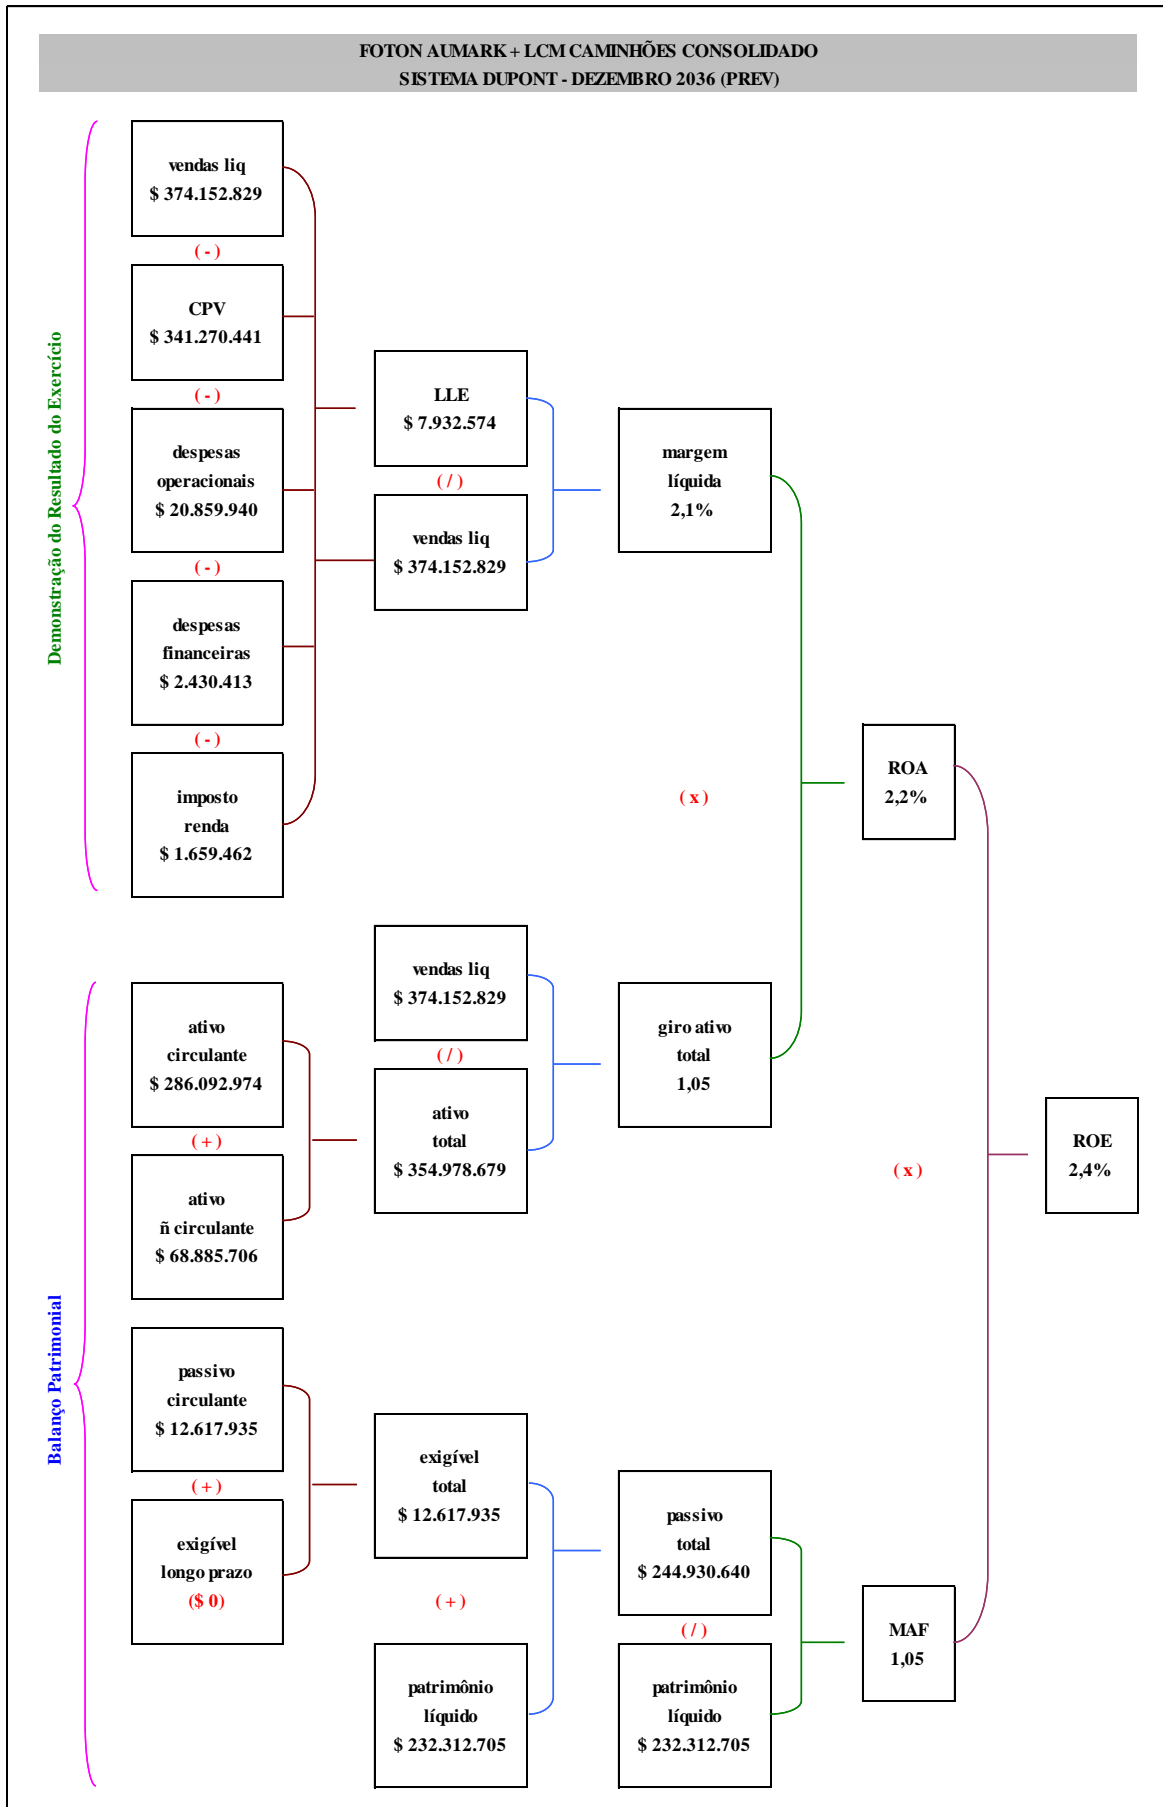 FOTON AUMARK + LCM CAMINHÕES CONSOLIDADO
SISTEMA DUPONT - DEZEMBRO 2036 (PREV)
Demonstração do Resultado do Exercício
vendas liq
$ 374.152.829
( - )
CPV
$ 341.270.441
( - )
despesas
operacionais
$ 20.859.940
( - )
despesas
financeiras
$ 2.430.413
( - )
imposto
renda
$ 1.659.462
LLE
$ 7.932.574
( / )
vendas liq
$ 374.152.829
margem
líquida
2,1%
( x )
ROA
2,2%
Balanço Patrimonial
ativo
circulante
$ 286.092.974
( + )
ativo
ñ circulante
$ 68.885.706
vendas liq
$ 374.152.829
( / )
ativo
total
$ 354.978.679
giro ativo
total
1,05
( x )
ROE
2,4%
passivo
circulante
$ 12.617.935
( + )
exigível
longo prazo
($ 0)
exigível
total
$ 12.617.935
( + )
patrimônio
líquido
$ 232.312.705
passivo
total
$ 244.930.640
( / )
patrimônio
líquido
$ 232.312.705
MAF
1,05